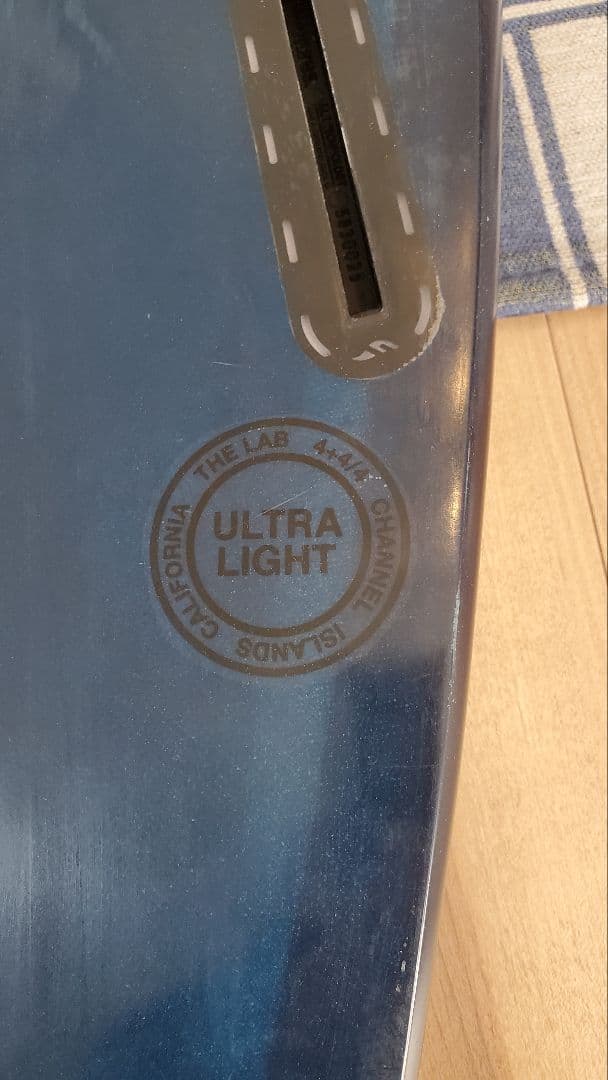 THE LAB 4+4/4 CHANNEL ISLANDS CALIFORNIA
ULTRA
LIGHT